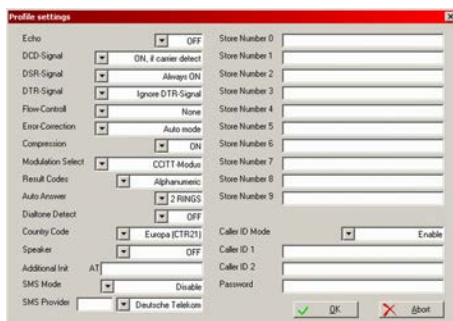 Profile settings
Echo
OFF
DCD-Signal
ON, if carrier detect
DSR-Signal
Always ON
DTR-Signal
Ignore DTR-Signal
Flow-Controll
None
Error-Correction
Auto mode
Compression
ON
Modulation Select
CCITT-Modus
Result Codes
Alphanumeric
Auto Answer
2 RINGS
Dialtone Detect
OFF
Country Code
Europa (CTR21)
Speaker
OFF
Additional Init
AT
SMS Mode
Disable
SMS Provider
Deutsche Telekom
Store Number 0
Store Number 1
Store Number 2
Store Number 3
Store Number 4
Store Number 5
Store Number 6
Store Number 7
Store Number 8
Store Number 9
Caller ID Mode
Enable
Caller ID 1
Caller ID 2
Password
OK
Abort